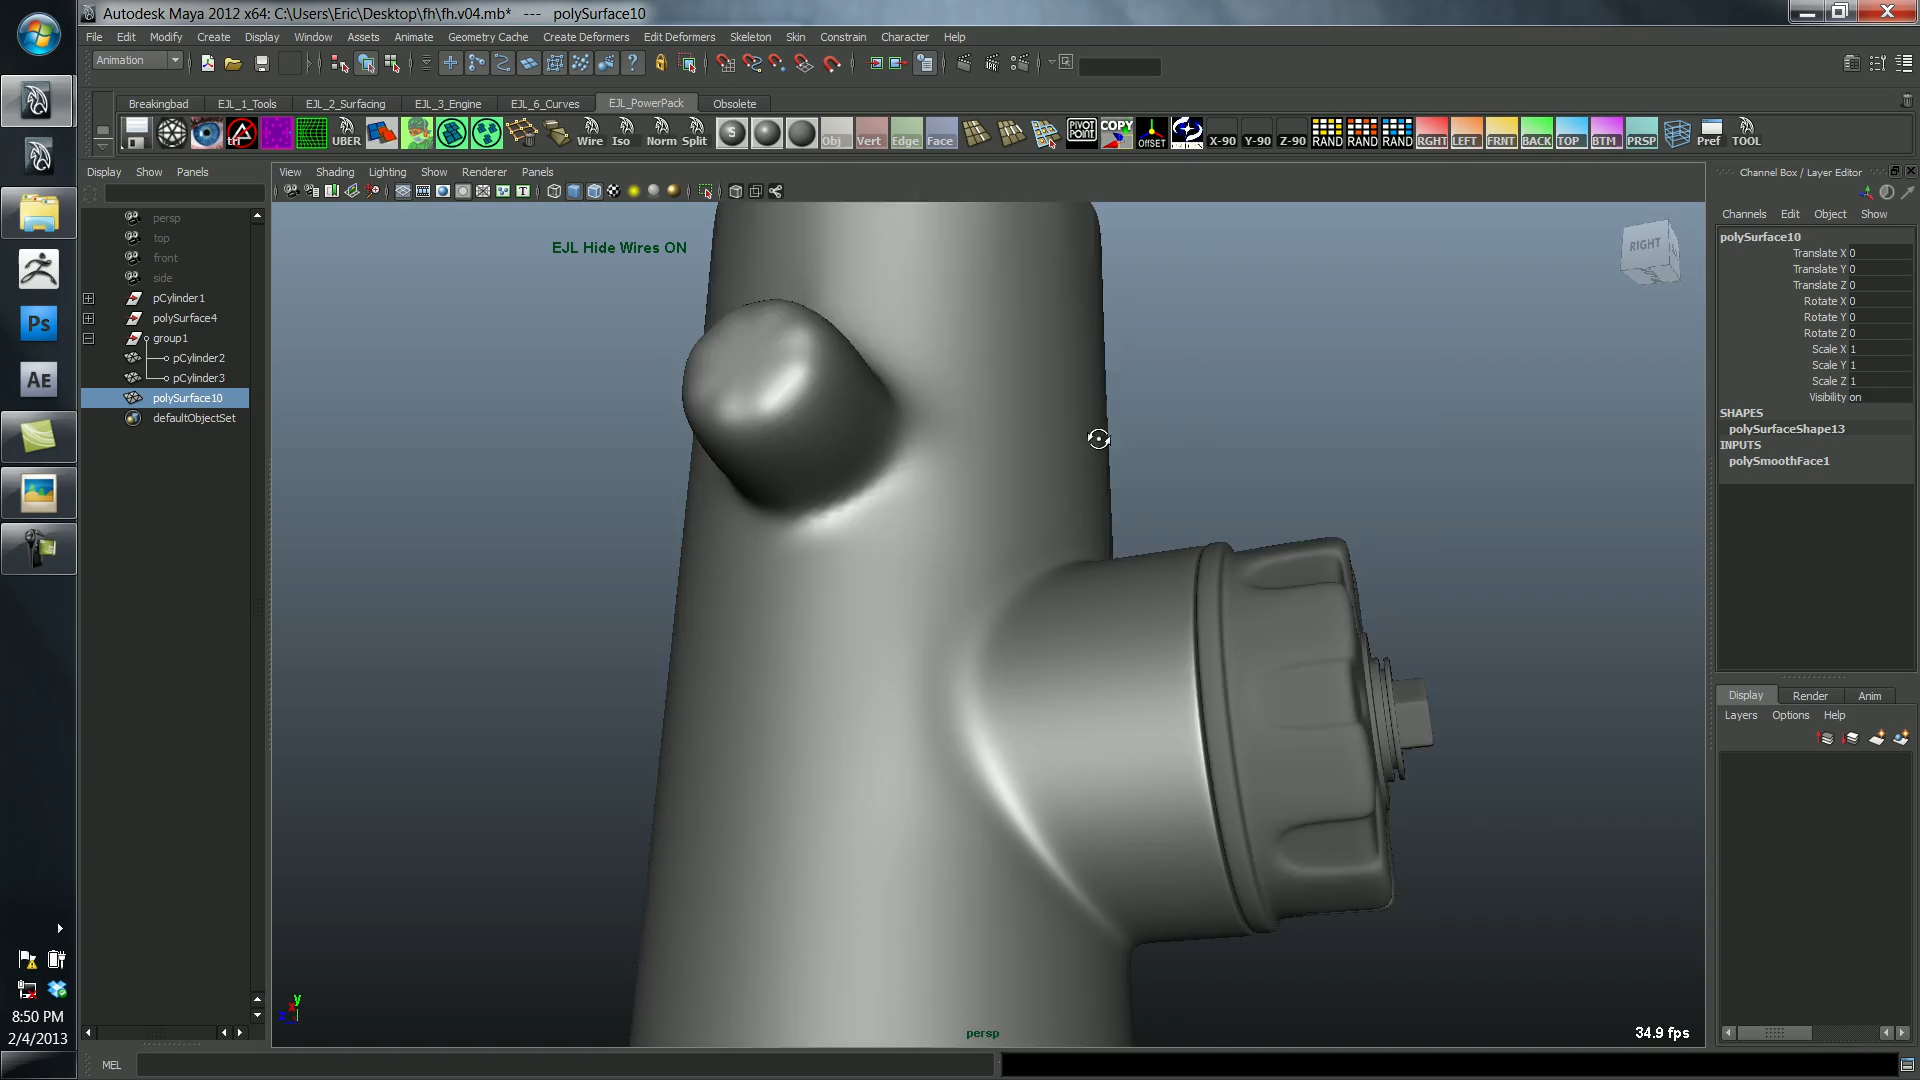 Autodesk Maya 2012 x64: C:\Users\Eric\Desktop\fh\fh.v04.mb* --- polySurface10
File Edit Modify Create Display Window Assets Animate Geometry Cache Create Deformers Edit Deformers Skeleton Skin Constrain Character Help
Animation
Breakingbad EJL_1_Tools EJL_2_Surfacing EJL_3_Engine EJL_6_Curves EJL_PowerPack Obsolete
trI UBER Wire Iso Norm Split S Obj Vert Edge Face PIVOT POINT COPY OffSET X-90 Y-90 Z-90 RAND RAND RAND RGHT LEFT FRNT BACK TOP BTM PRSP Pref TOOL
Display Show Panels
View Shading Lighting Show Renderer Panels
Channel Box / Layer Editor
Channels Edit Object Show
persp
top
front
side
pCylinder1
polySurface4
group1
pCylinder2
pCylinder3
polySurface10
defaultObjectSet
EJL Hide Wires ON
RIGHT
polySurface10
Translate X 0
Translate Y 0
Translate Z 0
Rotate X 0
Rotate Y 0
Rotate Z 0
Scale X 1
Scale Y 1
Scale Z 1
Visibility on
SHAPES
polySurfaceShape13
INPUTS
polySmoothFace1
Display Render Anim
Layers Options Help
Ps
AE
y
x
z
persp
34.9 fps
8:50 PM
2/4/2013
MEL